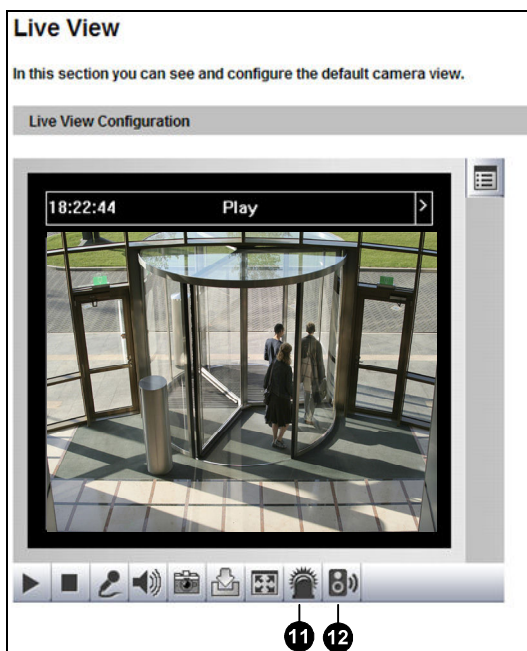 Live View
In this section you can see and configure the default camera view.
Live View Configuration
18:22:44 Play >
11 12